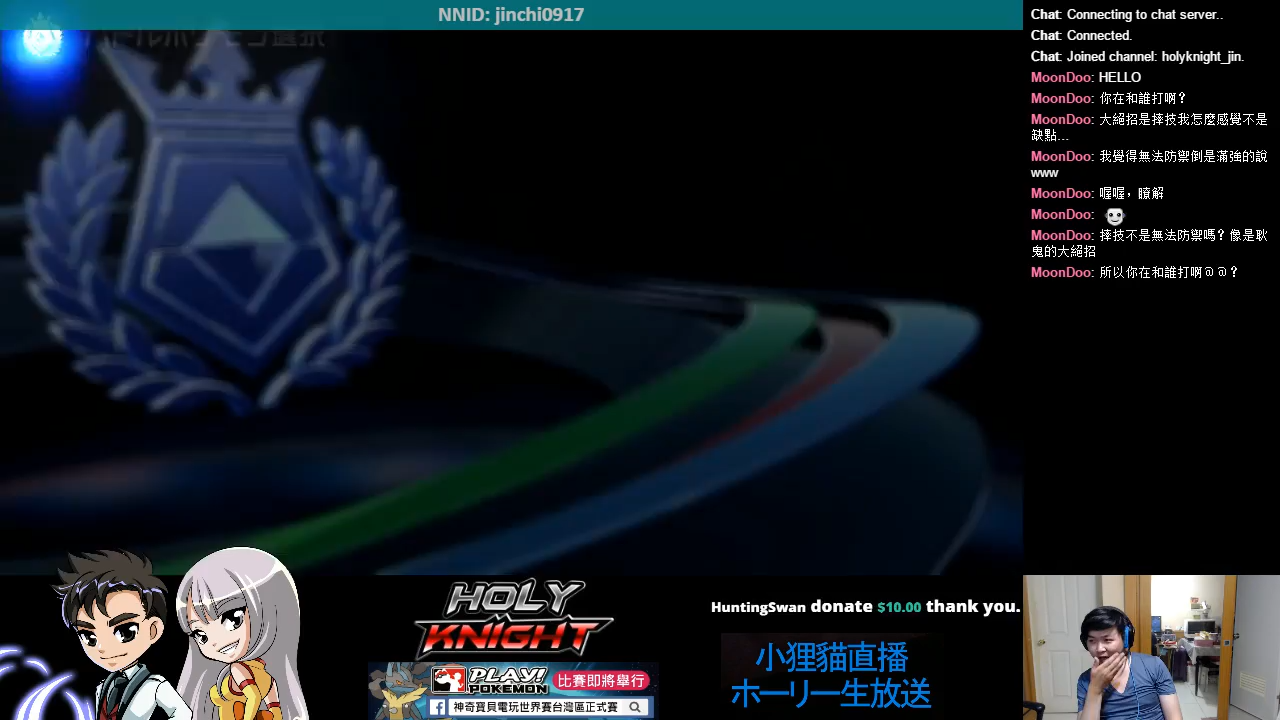 NNID: jinchi0917
Chat: Connecting to chat server..
Chat: Connected.
Chat: Joined channel: holyknight_jin.
MoonDoo: HELLO
MoonDoo: 你在和誰打啊?
MoonDoo: 大絕招是摔技我怎麼感覺不是
缺點...
MoonDoo: 我覺得無法防禦倒是滿強的說
www
MoonDoo: 喔喔，瞭解
MoonDoo:
MoonDoo: 摔技不是無法防禦嗎? 像是耿
鬼的大絕招
MoonDoo: 所以你在和誰打啊@@?
HOLY
KNIGHT
PLAY!
POKEMON
比賽即將舉行
神奇寶貝電玩世界賽台灣區正式賽
HuntingSwan donate $10.00 thank you.
小狸貓直播
ホーリー生放送